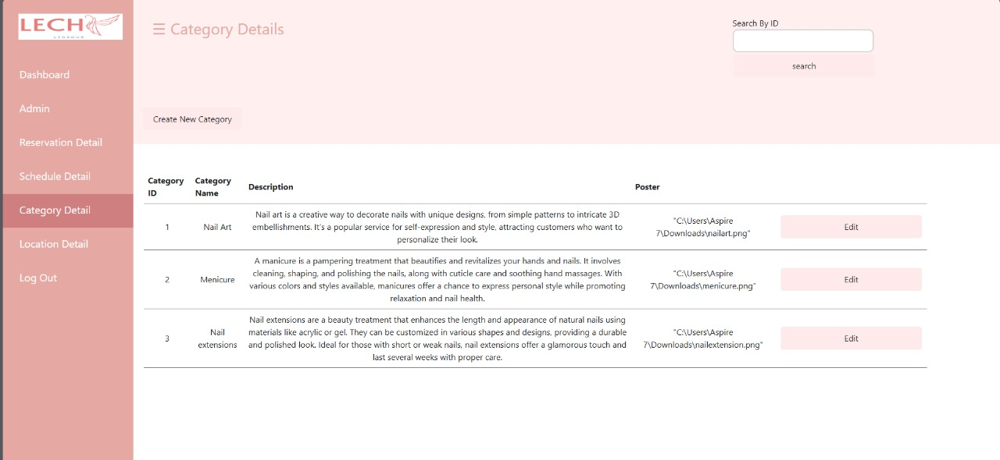 LECH
LICIOUS
Dashboard
Admin
Reservation Detail
Schedule Detail
Category Detail
Location Detail
Log Out
☰ Category Details
Search By ID
search
Create New Category
Category ID
Category Name
Description
Poster
1
Nail Art
Nail art is a creative way to decorate nails with unique designs, from simple patterns to intricate 3D
embellishments. It's a popular service for self-expression and style, attracting customers who want to
personalize their look.
"C:\Users\Aspire
7\Downloads\nailart.png"
Edit
2
Menicure
A manicure is a pampering treatment that beautifies and revitalizes your hands and nails. It involves
cleaning, shaping, and polishing the nails, along with cuticle care and soothing hand massages. With
various colors and styles available, manicures offer a chance to express personal style while promoting
relaxation and nail health.
"C:\Users\Aspire
7\Downloads\menicure.png"
Edit
3
Nail
extensions
Nail extensions are a beauty treatment that enhances the length and appearance of natural nails using
materials like acrylic or gel. They can be customized in various shapes and designs, providing a durable
and polished look. Ideal for those with short or weak nails, nail extensions offer a glamorous touch and
last several weeks with proper care.
"C:\Users\Aspire
7\Downloads\nailextension.png"
Edit